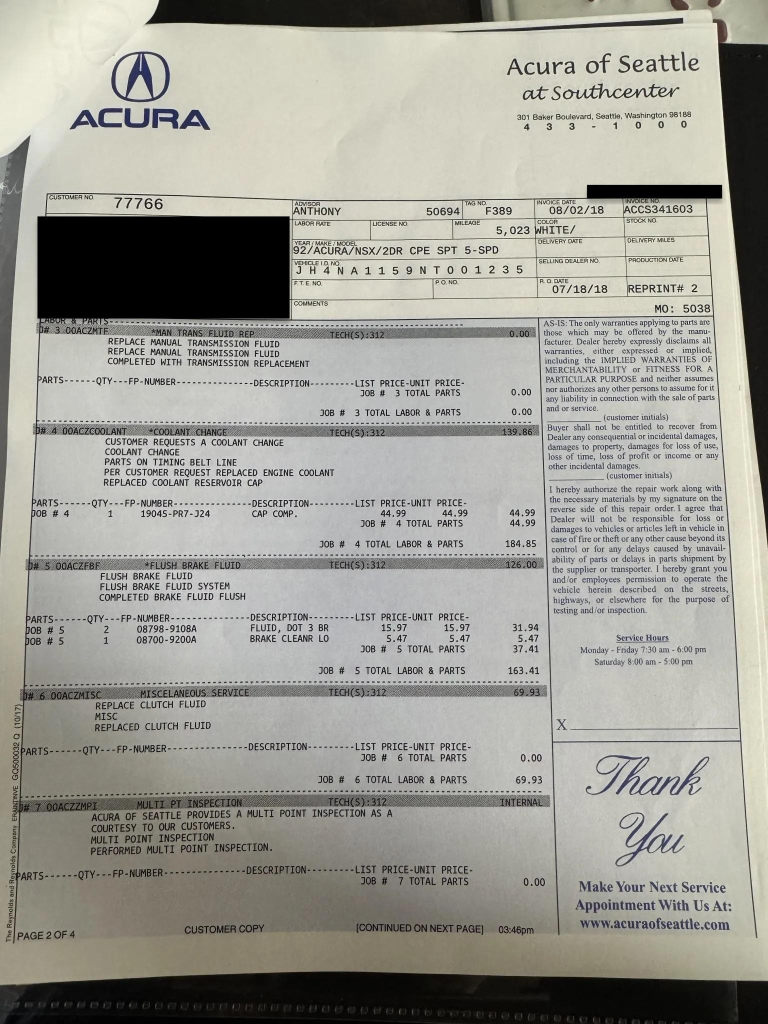 ACURA
Acura of Seattle
at Southcenter
301 Baker Boulevard, Seattle, Washington 98188
433-1000
CUSTOMER NO. 77766
ADVISOR ANTHONY 50694 TAG NO. F389 INVOICE DATE 08/02/18 INVOICE NO. ACCS341603
LABOR RATE LICENSE NO. MILEAGE 5,023 COLOR WHITE/ STOCK NO.
YEAR / MAKE / MODEL 92/ACURA/NSX/2DR CPE SPT 5-SPD DELIVERY DATE DELIVERY MILES
VEHICLE I.D. NO. JH4NA1159NT001235 SELLING DEALER NO. PRODUCTION DATE
F.T.E. NO. P.O. NO. R.O. DATE 07/18/18 REPRINT# 2
COMMENTS MO: 5038
LABOR & PARTS
J# 3 00ACZMTF *MAN TRANS FLUID REP TECH(S):312 0.00
REPLACE MANUAL TRANSMISSION FLUID
REPLACE MANUAL TRANSMISSION FLUID
COMPLETED WITH TRANSMISSION REPLACEMENT
PARTS------QTY---FP-NUMBER---------------DESCRIPTION--------LIST PRICE-UNIT PRICE-
JOB # 3 TOTAL PARTS 0.00
JOB # 3 TOTAL LABOR & PARTS 0.00
J# 4 00ACZCOOLANT *COOLANT CHANGE TECH(S):312 139.86
CUSTOMER REQUESTS A COOLANT CHANGE
COOLANT CHANGE
PARTS ON TIMING BELT LINE
PER CUSTOMER REQUEST REPLACED ENGINE COOLANT
REPLACED COOLANT RESERVOIR CAP
PARTS------QTY---FP-NUMBER---------------DESCRIPTION--------LIST PRICE-UNIT PRICE-
JOB # 4 1 19045-PR7-J24 CAP COMP. 44.99 44.99 44.99
JOB # 4 TOTAL PARTS 44.99
JOB # 4 TOTAL LABOR & PARTS 184.85
J# 5 00ACZFBF *FLUSH BRAKE FLUID TECH(S):312 126.00
FLUSH BRAKE FLUID
FLUSH BRAKE FLUID SYSTEM
COMPLETED BRAKE FLUID FLUSH
PARTS------QTY---FP-NUMBER---------------DESCRIPTION--------LIST PRICE-UNIT PRICE-
JOB # 5 2 08798-9108A FLUID, DOT 3 BR 15.97 15.97 31.94
JOB # 5 1 08700-9200A BRAKE CLEANR LO 5.47 5.47 5.47
JOB # 5 TOTAL PARTS 37.41
JOB # 5 TOTAL LABOR & PARTS 163.41
J# 6 00ACZMISC MISCELANEOUS SERVICE TECH(S):312 69.93
REPLACE CLUTCH FLUID
MISC
REPLACED CLUTCH FLUID
PARTS------QTY---FP-NUMBER---------------DESCRIPTION--------LIST PRICE-UNIT PRICE-
JOB # 6 TOTAL PARTS 0.00
JOB # 6 TOTAL LABOR & PARTS 69.93
J# 7 00ACZZMPI MULTI PT INSPECTION TECH(S):312 INTERNAL
ACURA OF SEATTLE PROVIDES A MULTI POINT INSPECTION AS A
COURTESY TO OUR CUSTOMERS.
MULTI POINT INSPECTION
PERFORMED MULTI POINT INSPECTION.
PARTS------QTY---FP-NUMBER---------------DESCRIPTION--------LIST PRICE-UNIT PRICE-
JOB # 7 TOTAL PARTS 0.00
PAGE 2 OF 4 CUSTOMER COPY [CONTINUED ON NEXT PAGE] 03:46pm
AS-IS: The only warranties applying to parts are
those which may be offered by the manu-
facturer. Dealer hereby expressly disclaims all
warranties, either expressed or implied,
including the IMPLIED WARRANTIES OF
MERCHANTABILITY or FITNESS FOR A
PARTICULAR PURPOSE and neither assumes
nor authorizes any other persons to assume for it
any liability in connection with the sale of parts
and or service.
(customer initials)
Buyer shall not be entitled to recover from
Dealer any consequential or incidental damages,
damages to property, damages for loss of use,
loss of time, loss of profit or income or any
other incidental damages.
(customer initials)
I hereby authorize the repair work along with
the necessary materials by my signature on the
reverse side of this repair order. I agree that
Dealer will not be responsible for loss or
damages to vehicles or articles left in vehicle in
case of fire or theft or any other cause beyond its
control or for any delays caused by unavail-
ability of parts or delays in parts shipment by
the supplier or transporter. I hereby grant you
and/or employees permission to operate the
vehicle herein described on the streets,
highways, or elsewhere for the purpose of
testing and/or inspection.
Service Hours
Monday - Friday 7:30 am - 6:00 pm
Saturday 8:00 am - 5:00 pm
X
Thank
You
Make Your Next Service
Appointment With Us At:
www.acuraofseattle.com
The Reynolds and Reynolds Company GQ500032 Q (10/17)